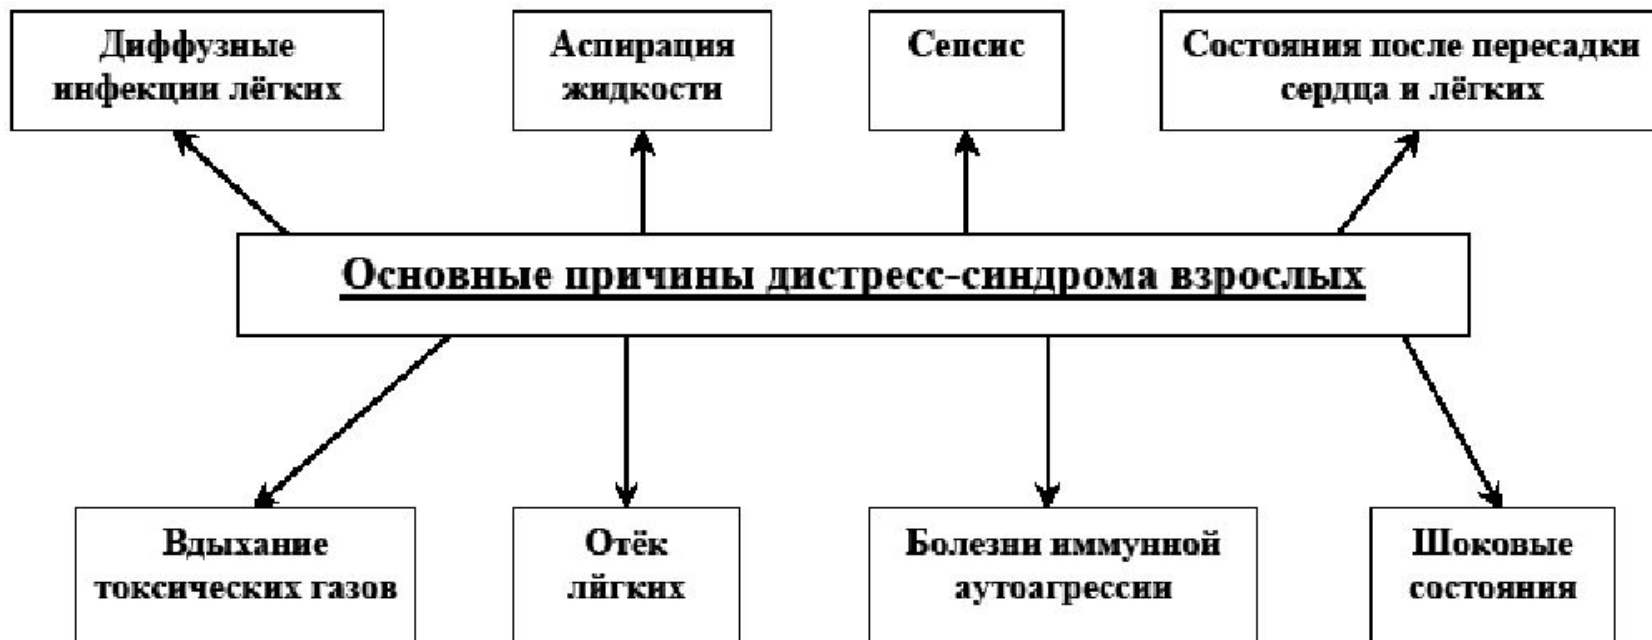 Диффузные
инфекции лёгких
Аспирация
жидкости
Сепсис
Состояния после пересадки
сердца и лёгких
Основные причины дистресс-синдрома взрослых
Вдыхание
токсических газов
Отёк
лйгких
Болезни иммунной
аутоагрессии
Шоковые
состояния